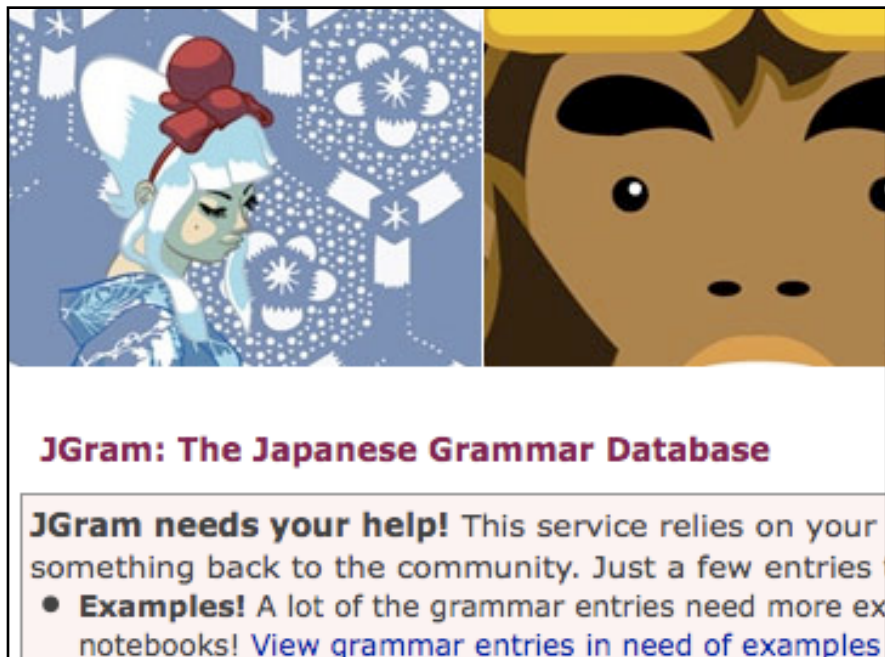 JGram: The Japanese Grammar Database
JGram needs your help! This service relies on your
something back to the community. Just a few entries
• Examples! A lot of the grammar entries need more ex
notebooks! View grammar entries in need of examples